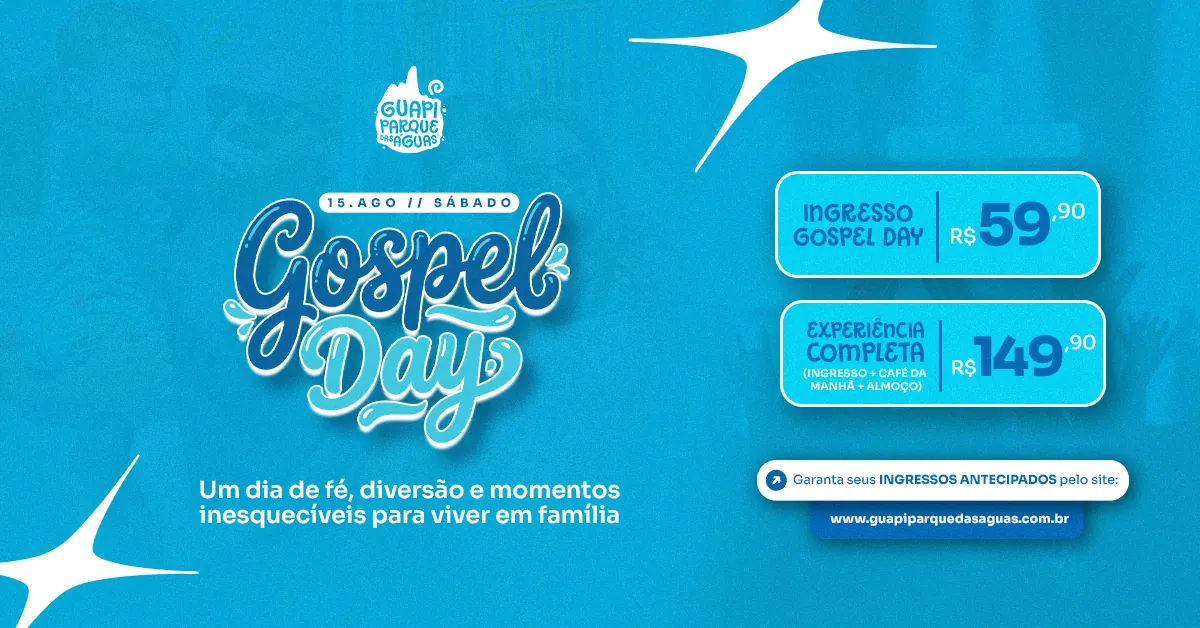 GUAPI
PARQUE
DAS ÁGUAS
15.AGO // SÁBADO
Gospel
Day
Um dia de fé, diversão e momentos
inesquecíveis para viver em família
INGRESSO
GOSPEL DAY
R$ 59,90
EXPERIÊNCIA
COMPLETA
(INGRESSO + CAFÉ DA
MANHÃ + ALMOÇO)
R$ 149,90
Garanta seus INGRESSOS ANTECIPADOS pelo site:
www.guapiparquedasaguas.com.br